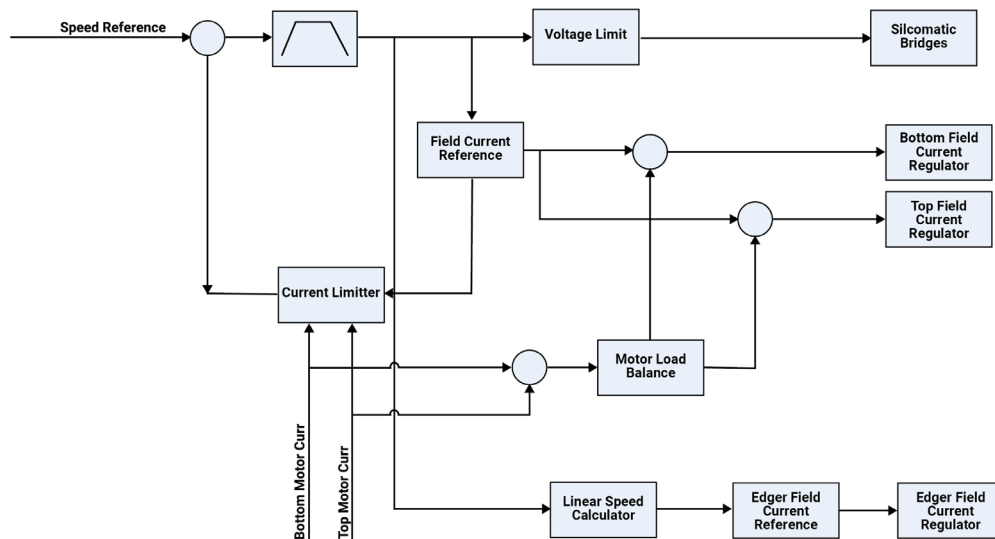 Speed Reference
Voltage Limit
Silcomatic
Bridges
Field Current
Reference
Bottom Field
Current
Regulator
Top Field
Current
Regulator
Current Limitter
Motor Load
Balance
Bottom Motor Curr
Top Motor Curr
Linear Speed
Calculator
Edger Field
Current
Reference
Edger Field
Current
Regulator